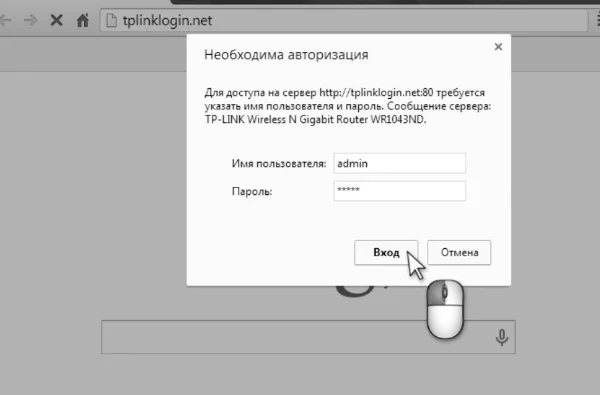 tplinklogin.net
Необходима авторизация
Для доступа на сервер http://tplinklogin.net:80 требуется
указать имя пользователя и пароль. Сообщение сервера:
TP-LINK Wireless N Gigabit Router WR1043ND.
Имя пользователя: admin
Пароль: *****
Вход Отмена